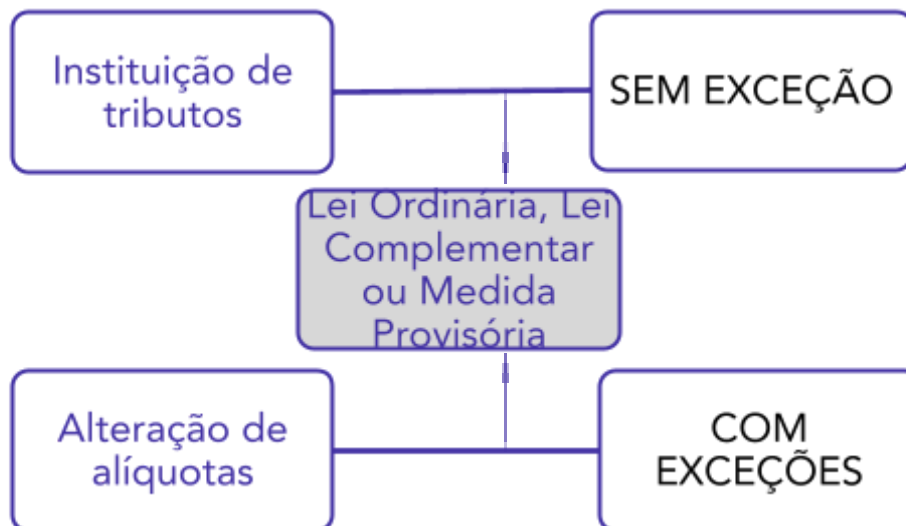 Instituição de
tributos
SEM EXCEÇÃO
Lei Ordinária, Lei
Complementar
ou Medida
Provisória
Alteração de
alíquotas
COM
EXCEÇÕES